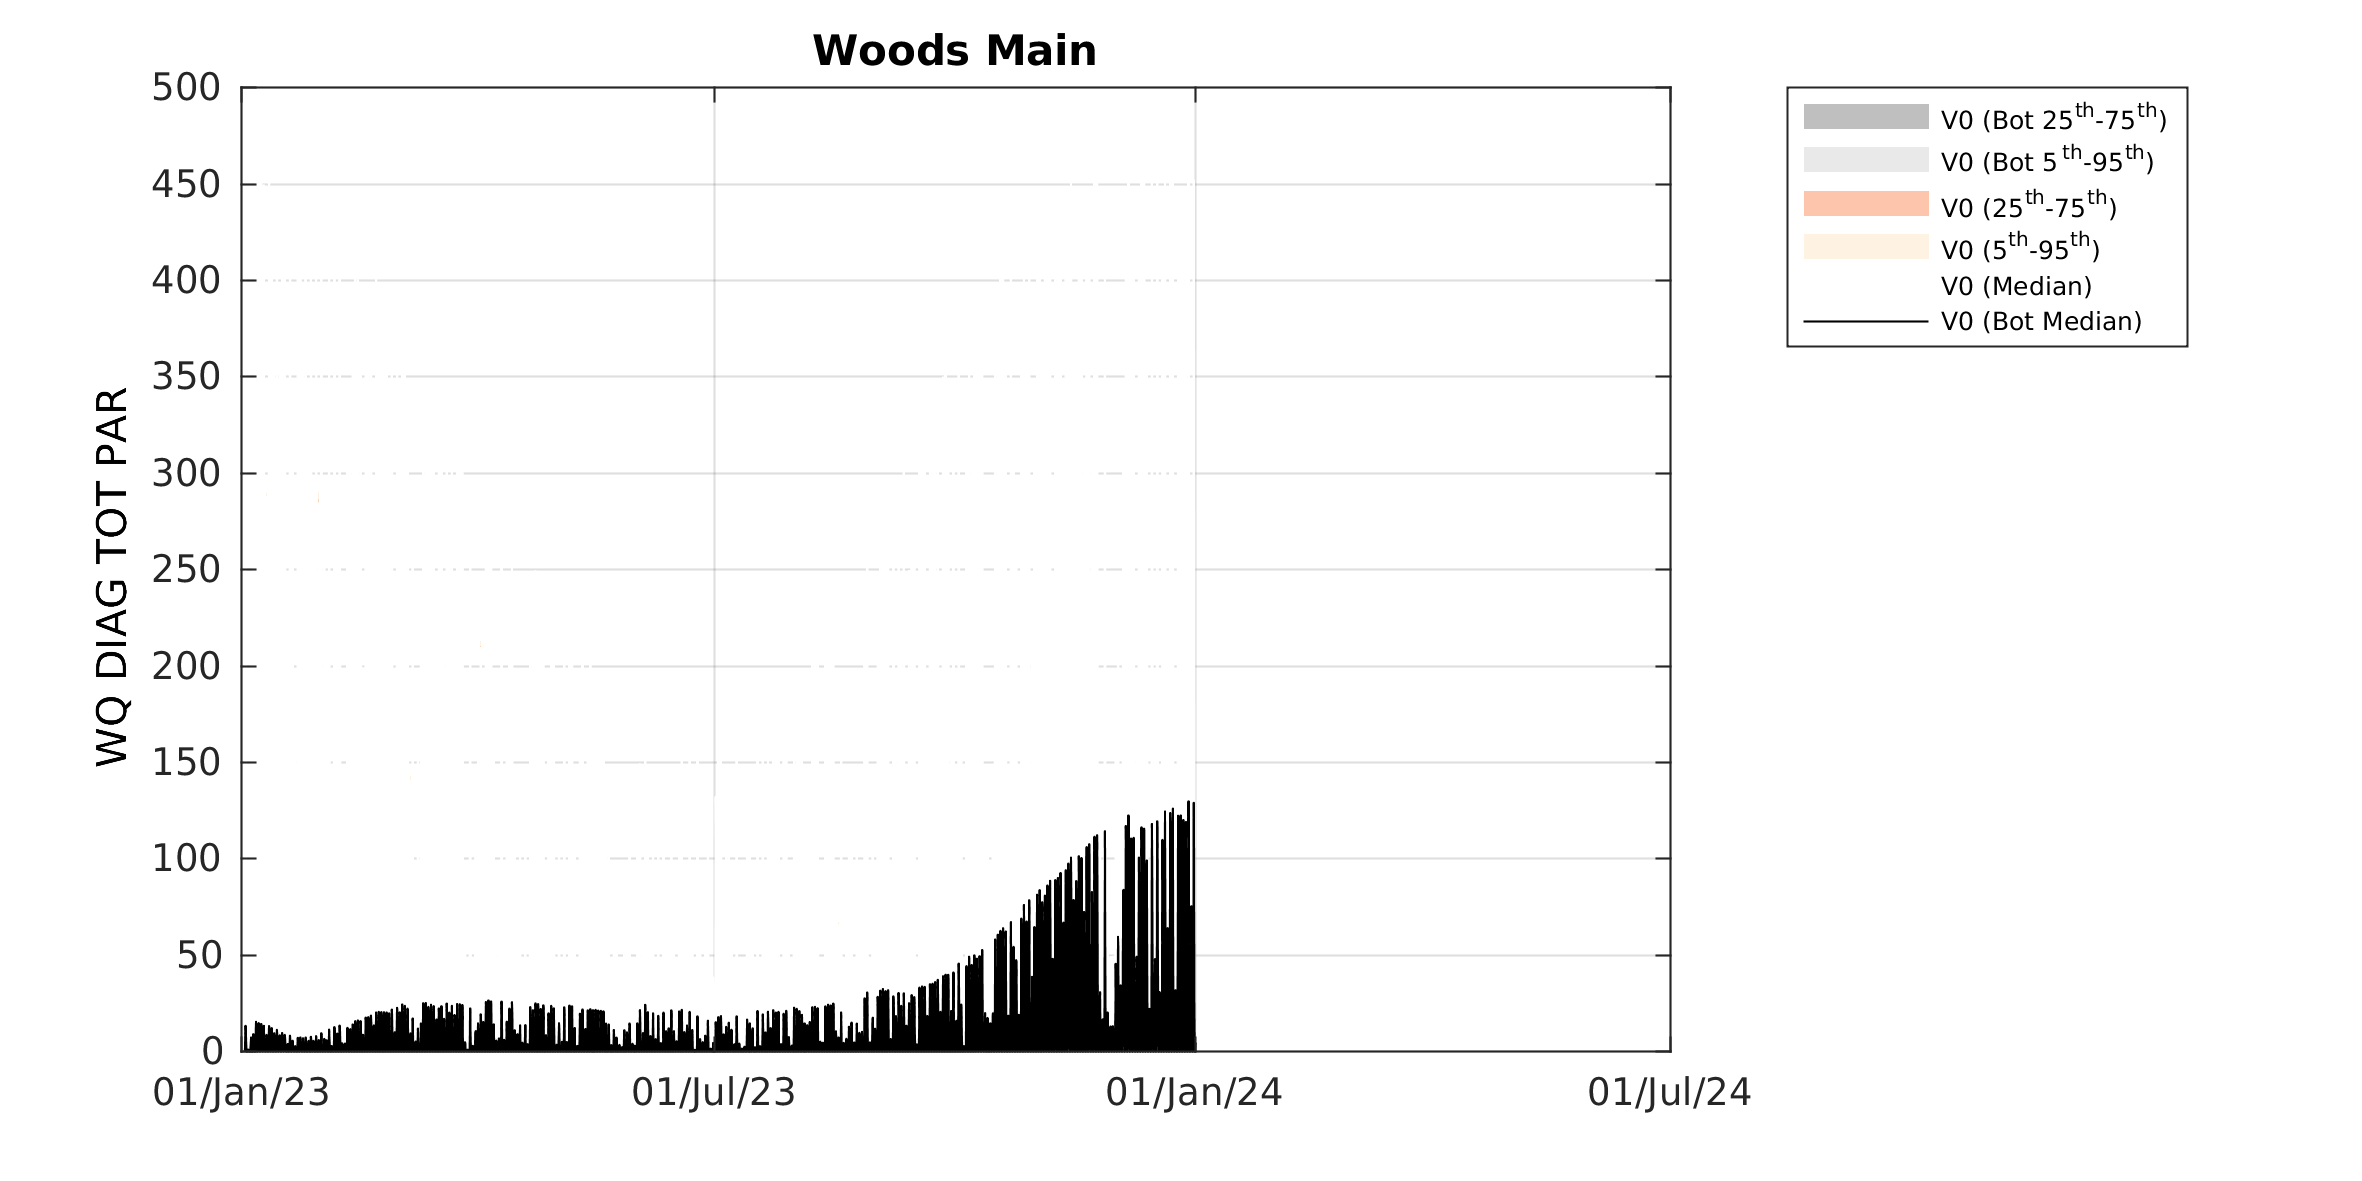 Woods Main
500
450
400
350
300
250
200
150
100
50
0
WQ DIAG TOT PAR
01/Jan/23
01/Jul/23
01/Jan/24
01/Jul/24
V0 (Bot 25th-75th)
V0 (Bot 5th-95th)
V0 (25th-75th)
V0 (5th-95th)
V0 (Median)
V0 (Bot Median)